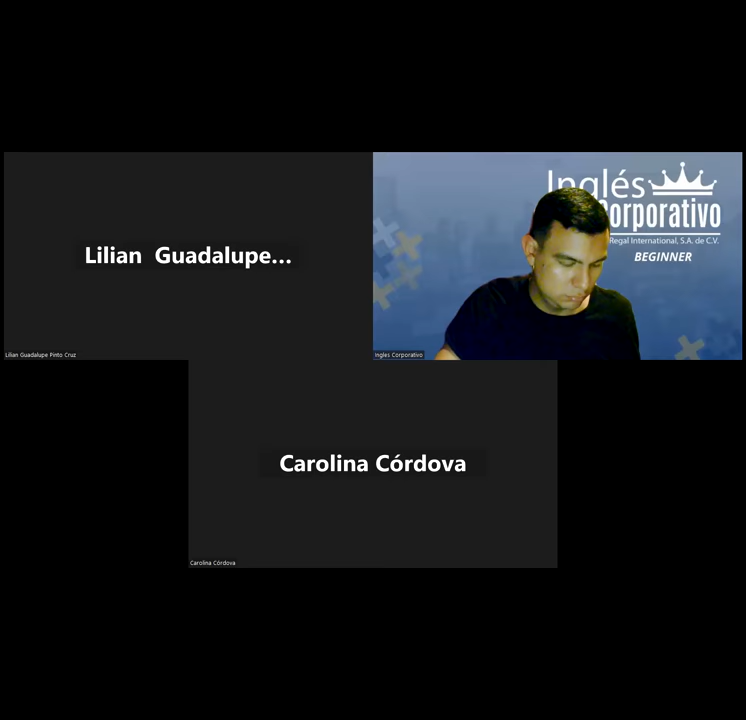 Lilian Guadalupe...
Lilian Guadalupe Pinto Cruz
Inglés
Corporativo
Regal International, S.A. de C.V.
BEGINNER
Ingles Corporativo
Carolina Córdova
Carolina Córdova